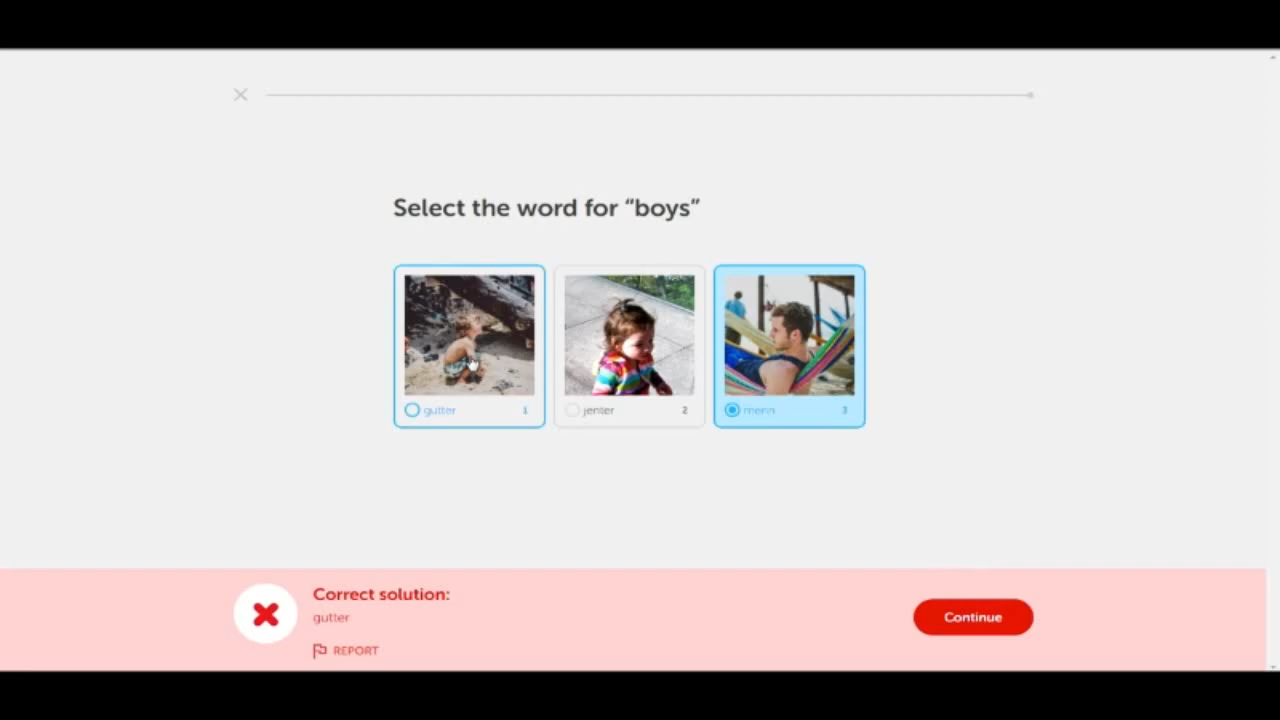 Select the word for “boys”
gutter 1
jenter 2
menn 3
Correct solution:
gutter
REPORT
Continue